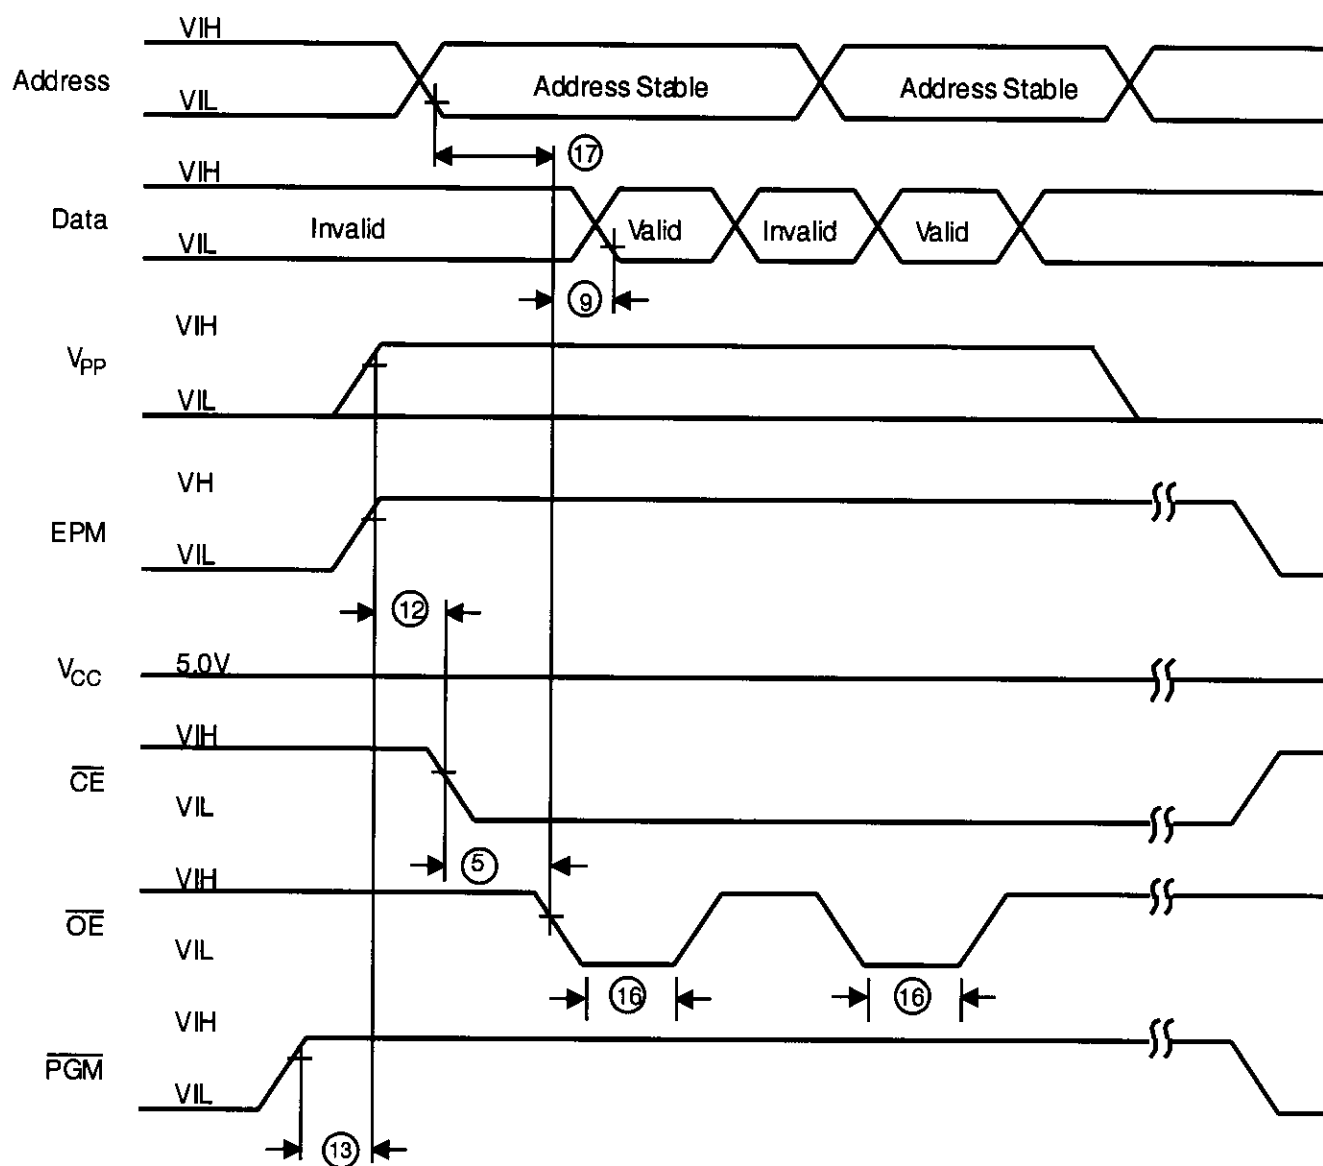 VIH
Address
Address Stable
Address Stable
VIL
17
VIH
Data
Invalid
Valid
Invalid
Valid
VIL
9
VIH
VPP
VIL
VH
EPM
VIL
12
VCC
5.0V
VIH
CE
VIL
5
VIH
OE
VIL
16
16
VIH
PGM
VIL
13